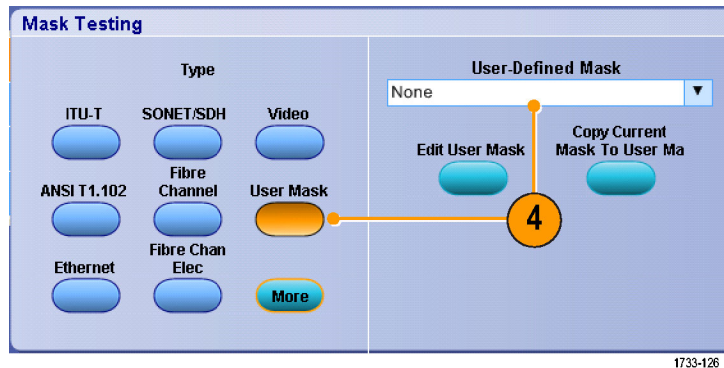 Mask Testing
Type
ITU-T
SONET/SDH
Video
ANSI T1.102
Fibre
Channel
User Mask
Ethernet
Fibre Chan
Elec
More
User-Defined Mask
None
Edit User Mask
Copy Current
Mask To User Ma
4
1733-126